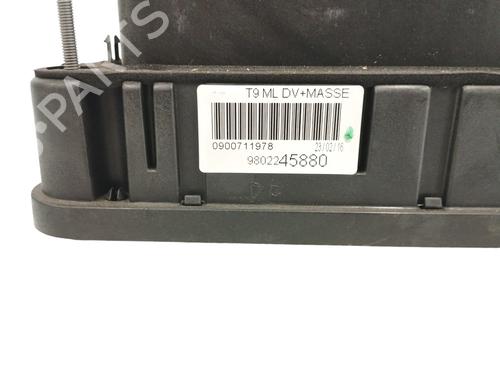 T9 ML DV+MASSE
0900711978 23/02/16
9802245880
PARTS